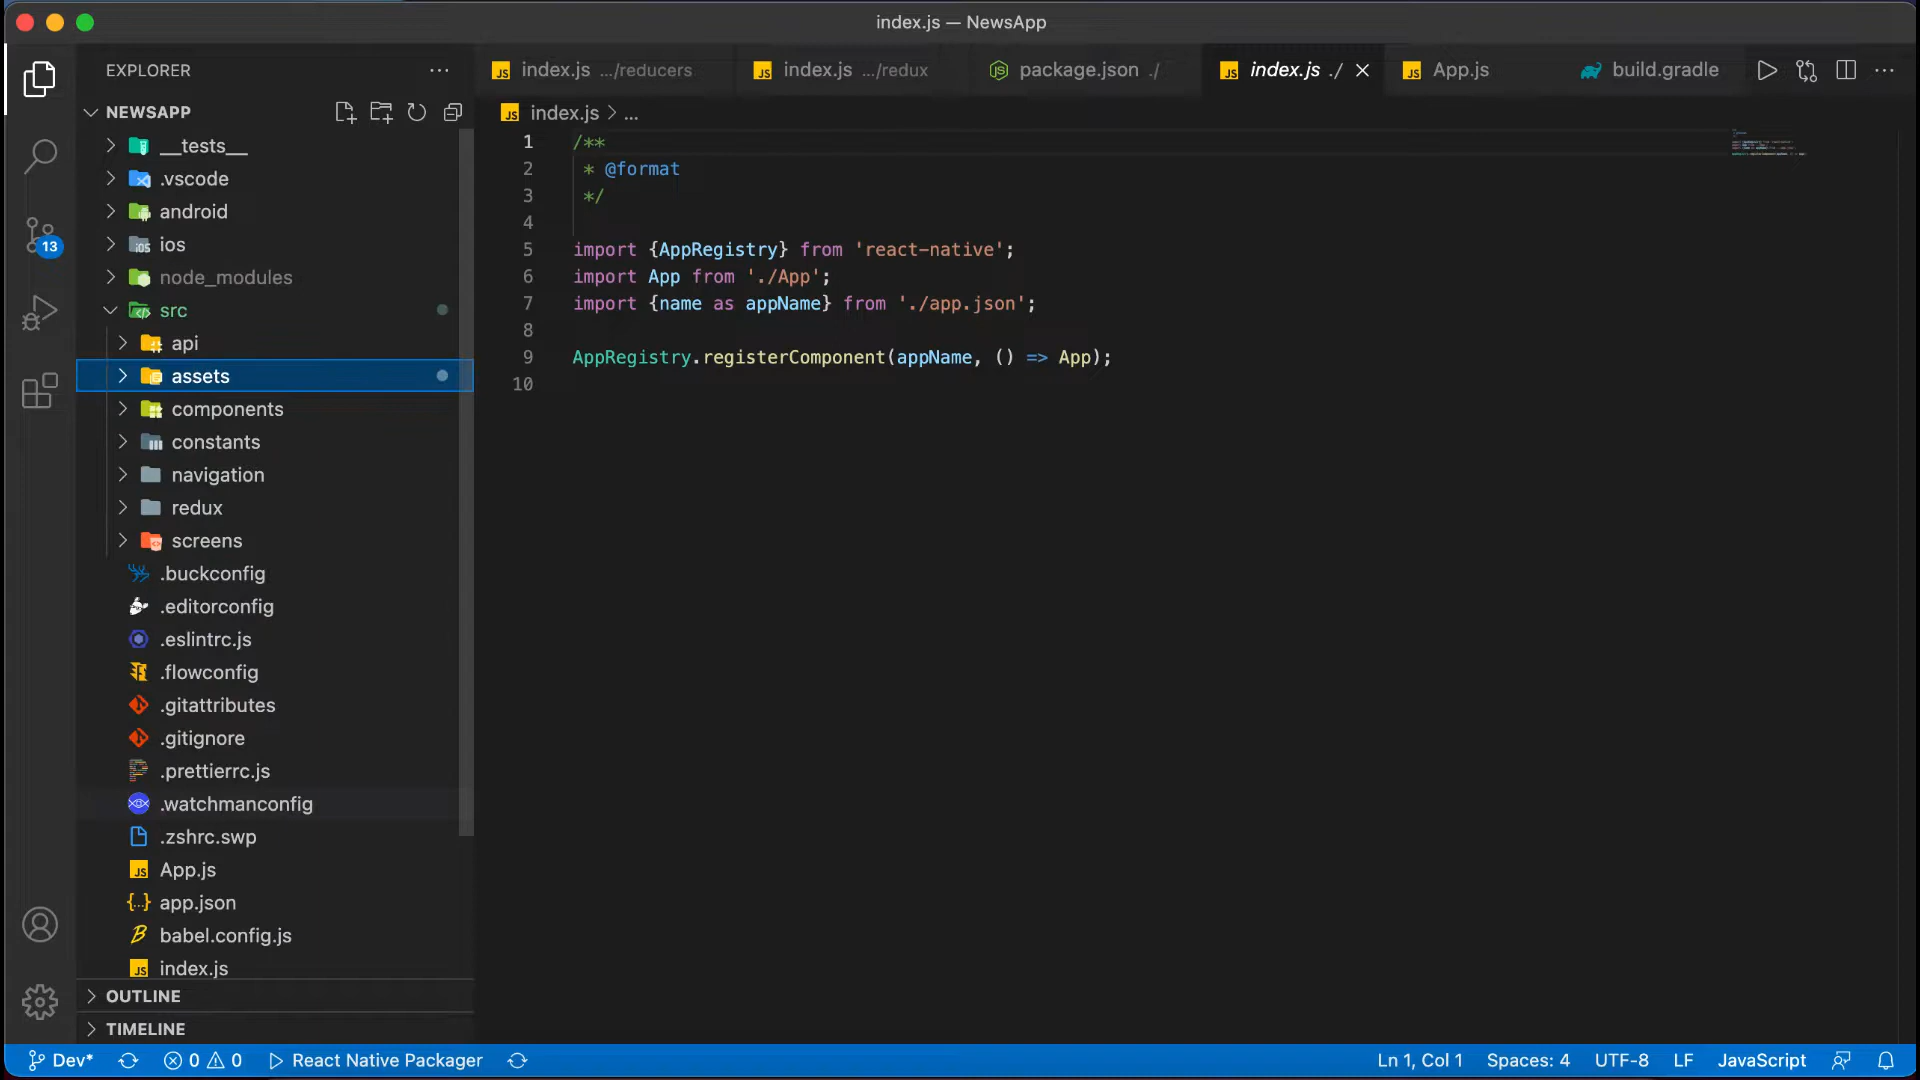 index.js — NewsApp
EXPLORER
index.js .../reducers
index.js .../redux
package.json ./
index.js ./
App.js
build.gradle
NEWSAPP
index.js > ...
__tests__
.vscode
android
ios
node_modules
src
api
assets
components
constants
navigation
redux
screens
.buckconfig
.editorconfig
.eslintrc.js
.flowconfig
.gitattributes
.gitignore
.prettierrc.js
.watchmanconfig
.zshrc.swp
App.js
app.json
babel.config.js
index.js
OUTLINE
TIMELINE
13
1 /**
2 * @format
3 */
4
5 import {AppRegistry} from 'react-native';
6 import App from './App';
7 import {name as appName} from './app.json';
8
9 AppRegistry.registerComponent(appName, () => App);
10
Dev* 0 0 React Native Packager Ln 1, Col 1 Spaces: 4 UTF-8 LF JavaScript